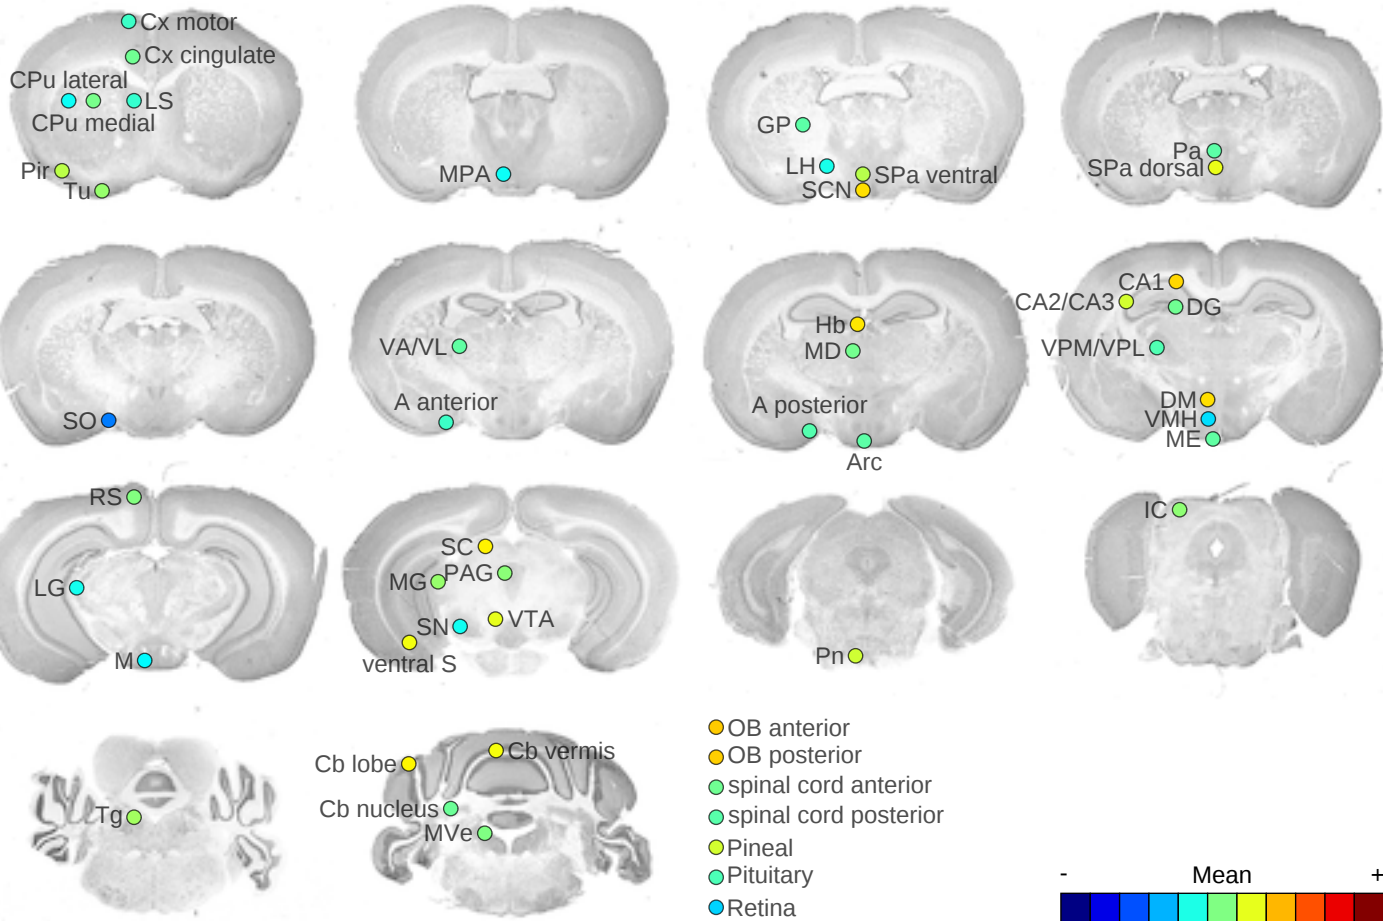 Cx motor
Cx cingulate
CPu lateral
LS
CPu medial
Pir
Tu
MPA
GP
LH
SPa ventral
SCN
Pa
SPa dorsal
SO
VA/VL
A anterior
Hb
MD
A posterior
Arc
CA1
CA2/CA3
DG
VPM/VPL
DM
VMH
ME
RS
LG
M
SC
MG
PAG
SN
VTA
ventral S
Pn
IC
Tg
Cb lobe
Cb vermis
Cb nucleus
MVe
OB anterior
OB posterior
spinal cord anterior
spinal cord posterior
Pineal
Pituitary
Retina
- Mean +